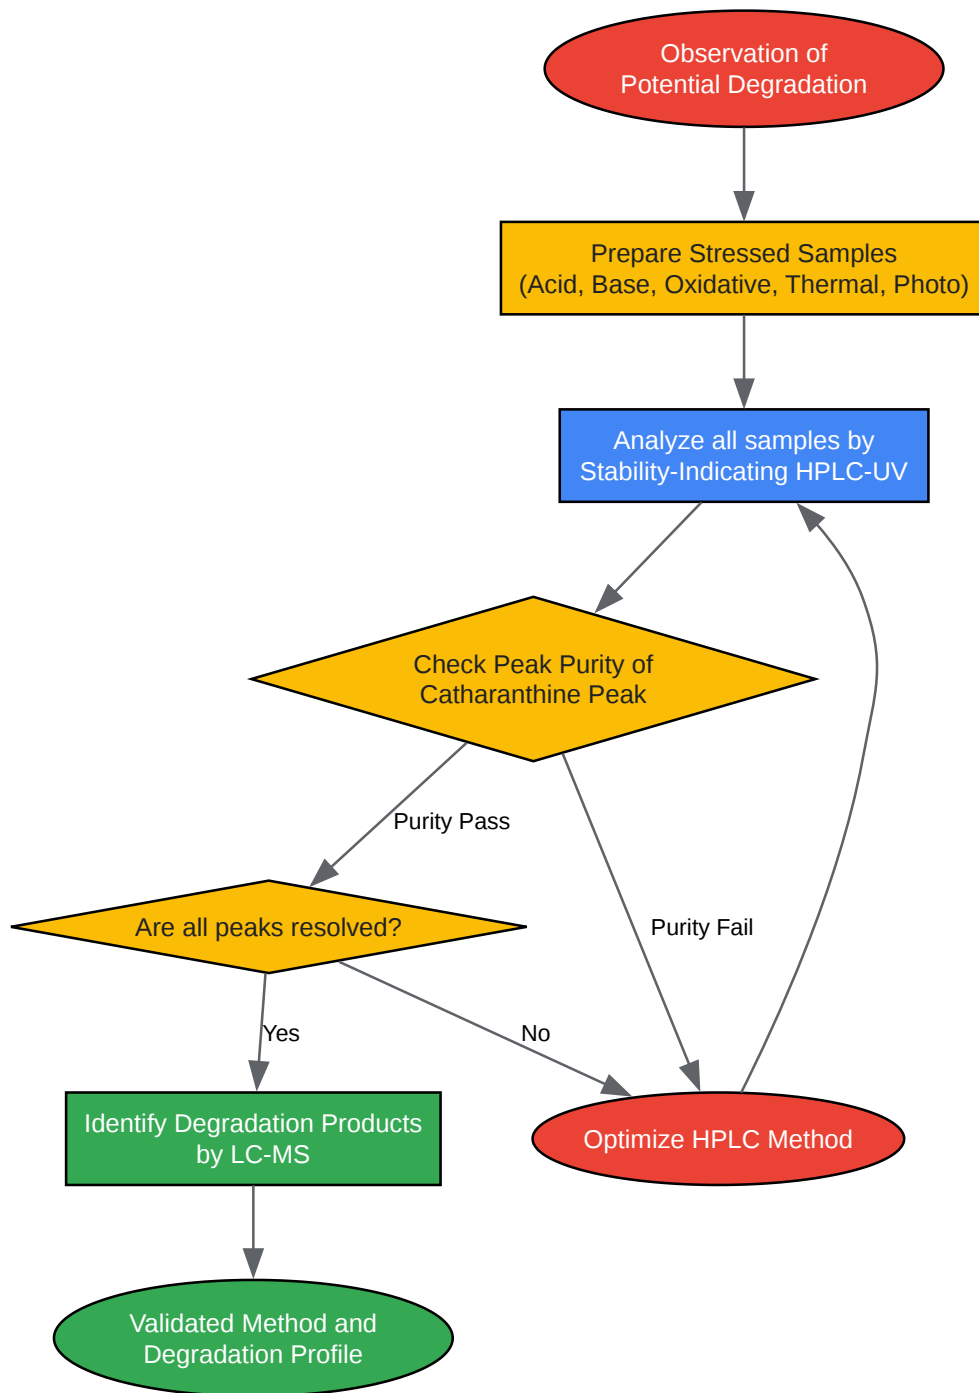 Observation of
Potential Degradation
Prepare Stressed Samples
(Acid, Base, Oxidative, Thermal, Photo)
Analyze all samples by
Stability-Indicating HPLC-UV
Check Peak Purity of
Catharanthine Peak
Purity Pass
Are all peaks resolved?
Purity Fail
Yes
No
Identify Degradation Products
by LC-MS
Optimize HPLC Method
Validated Method and
Degradation Profile